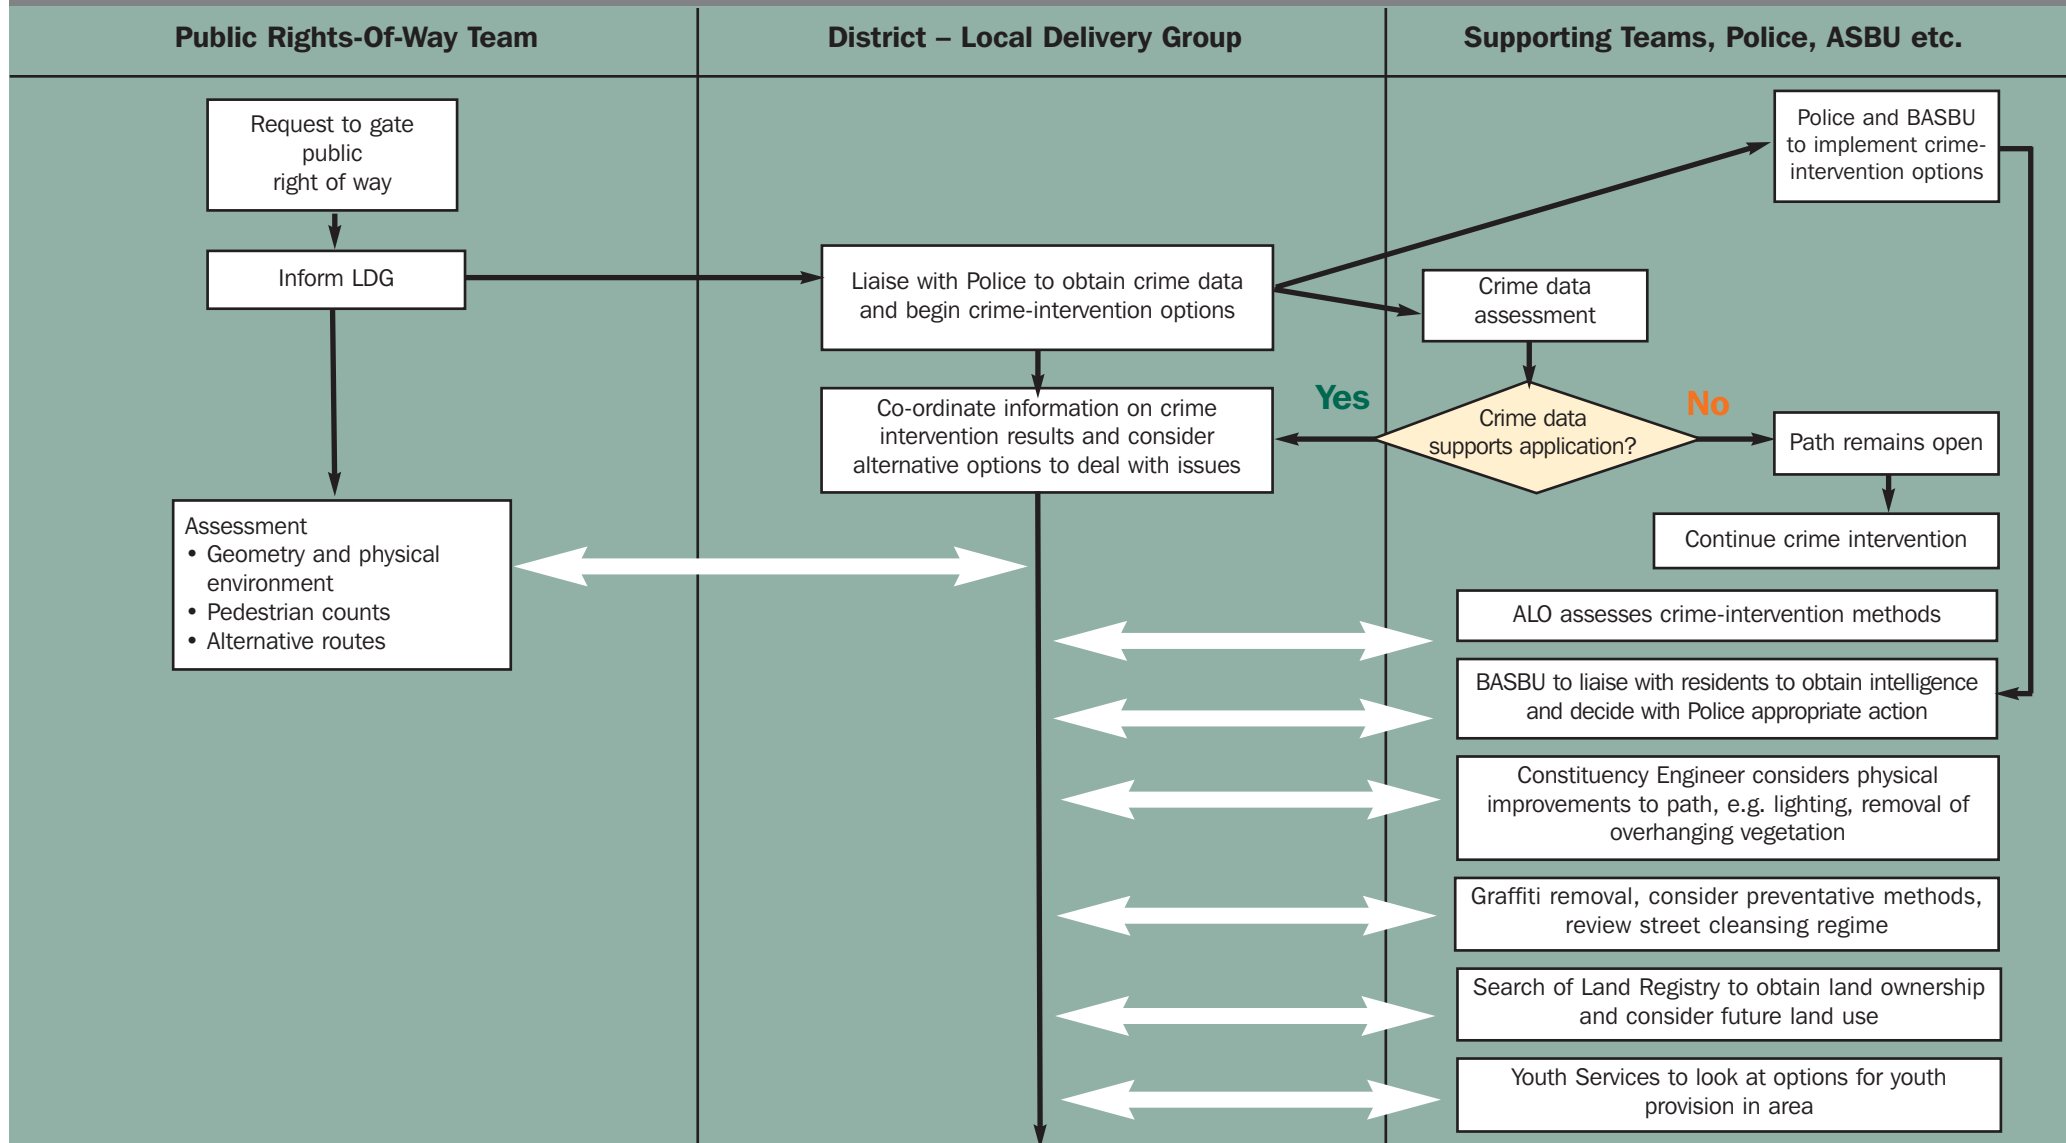 Public Rights-Of-Way Team
District – Local Delivery Group
Supporting Teams, Police, ASBU etc.
Request to gate
public
right of way
Inform LDG
Assessment
• Geometry and physical
environment
• Pedestrian counts
• Alternative routes
Liaise with Police to obtain crime data
and begin crime-intervention options
Co-ordinate information on crime
intervention results and consider
alternative options to deal with issues
Police and BASBU
to implement crime-
intervention options
Crime data
assessment
Yes
Crime data
supports application?
No
Path remains open
Continue crime intervention
ALO assesses crime-intervention methods
BASBU to liaise with residents to obtain intelligence
and decide with Police appropriate action
Constituency Engineer considers physical
improvements to path, e.g. lighting, removal of
overhanging vegetation
Graffiti removal, consider preventative methods,
review street cleansing regime
Search of Land Registry to obtain land ownership
and consider future land use
Youth Services to look at options for youth
provision in area